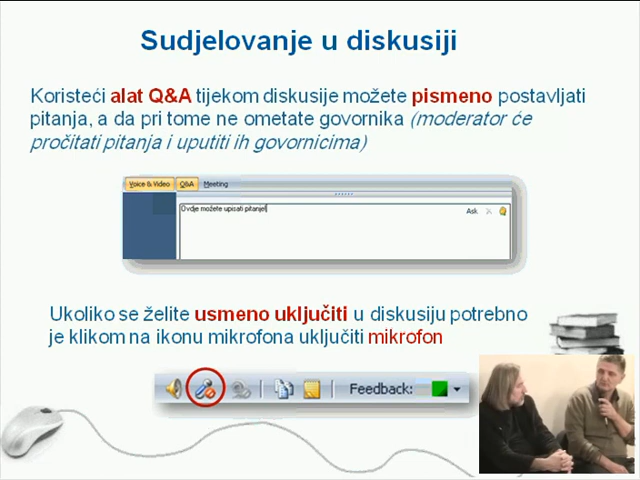 Sudjelovanje u diskusiji
Koristeći alat Q&A tijekom diskusije možete pismeno postavljati
pitanja, a da pri tome ne ometate govornika (moderator će
pročitati pitanja i uputiti ih govornicima)
Voice & Video Q&A Meeting
Ovdje možete upisati pitanje!
Ask
Ukoliko se želite usmeno uključiti u diskusiju potrebno
je klikom na ikonu mikrofona uključiti mikrofon
Feedback: